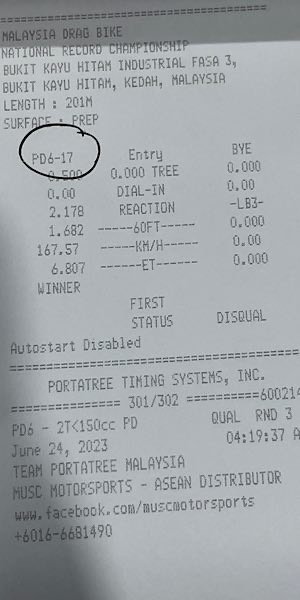 MALAYSIA DRAG BIKE
NATIONAL RECORD CHAMPIONSHIP
BUKIT KAYU HITAM INDUSTRIAL FASA 3,
BUKIT KAYU HITAM, KEDAH, MALAYSIA
LENGTH : 201M
SURFACE : PREP
PD6-17 Entry BYE
0.500 0.000 TREE 0.000
0.00 DIAL-IN 0.00
2.178 REACTION -LB3-
1.682 -----60FT----- 0.000
167.57 -----KM/H----- 0.00
6.807 ------ET------ 0.000
WINNER
FIRST
STATUS DISQUAL
Autostart Disabled
PORTATREE TIMING SYSTEMS, INC.
=============== 301/302 ==========600214
PD6 - 2T<150cc PD QUAL RND 3
June 24, 2023 04:19:37 A
TEAM PORTATREE MALAYSIA
MUSC MOTORSPORTS - ASEAN DISTRIBUTOR
www.facebook.com/muscmotorsports
+6016-6681490